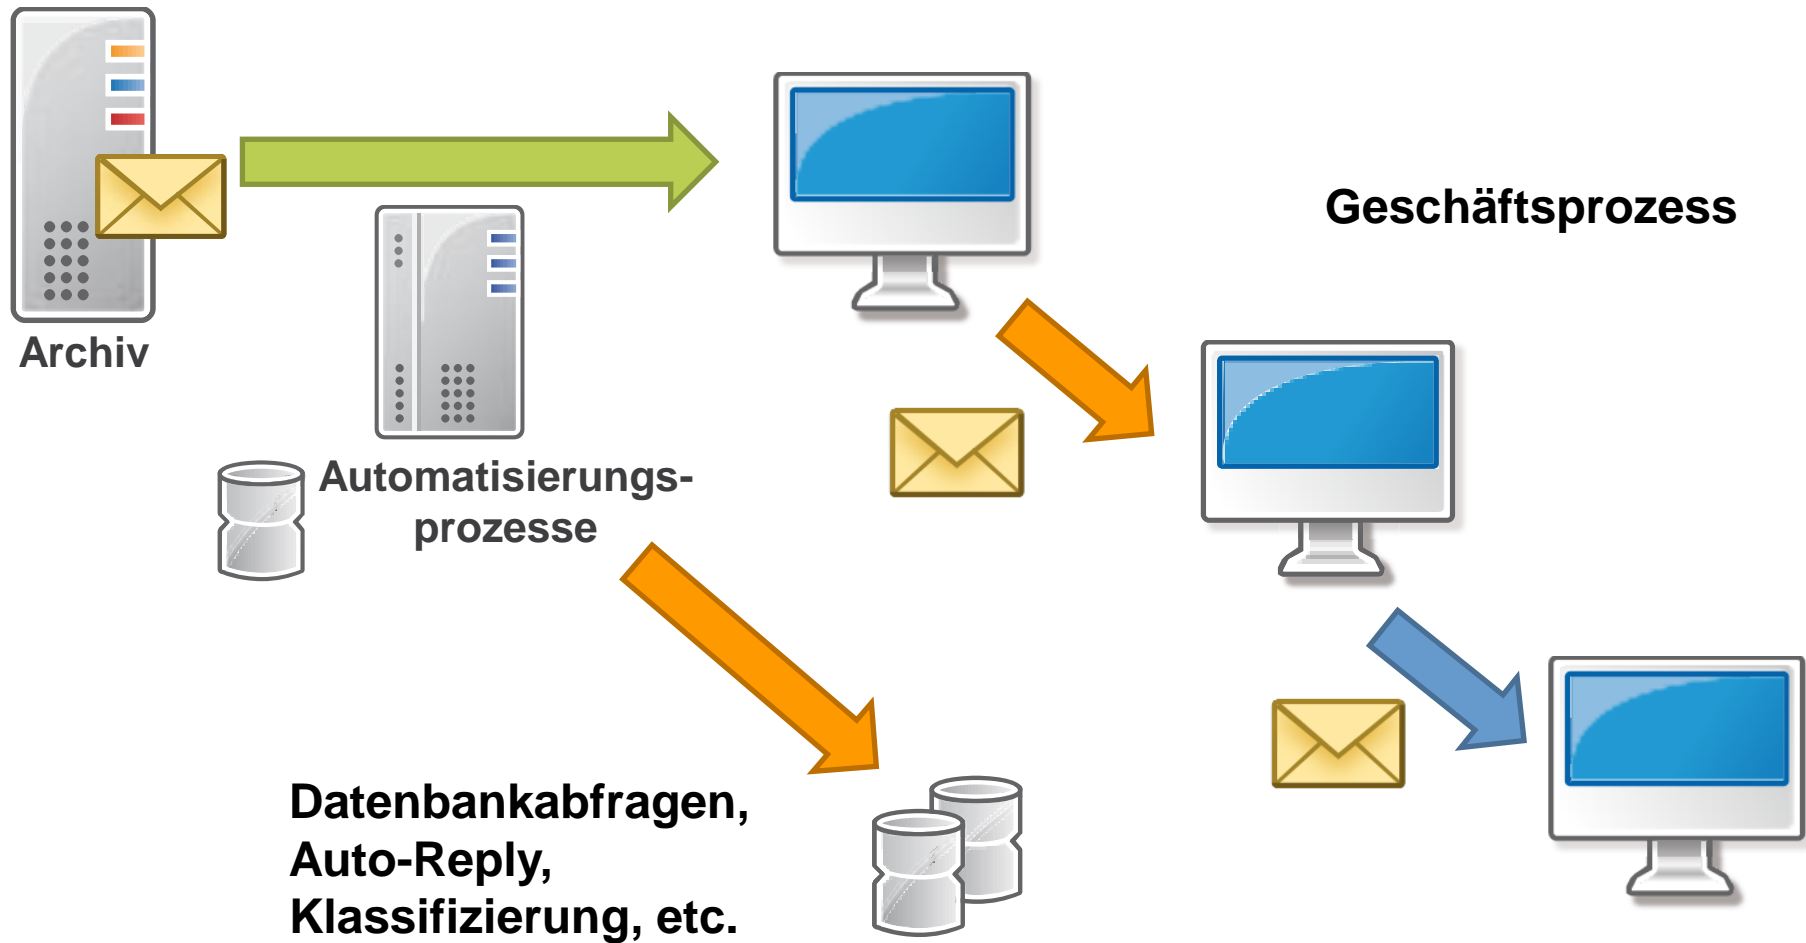 Geschäftsprozess
Archiv
Automatisierungs-
prozesse
Datenbankabfragen,
Auto-Reply,
Klassifizierung, etc.